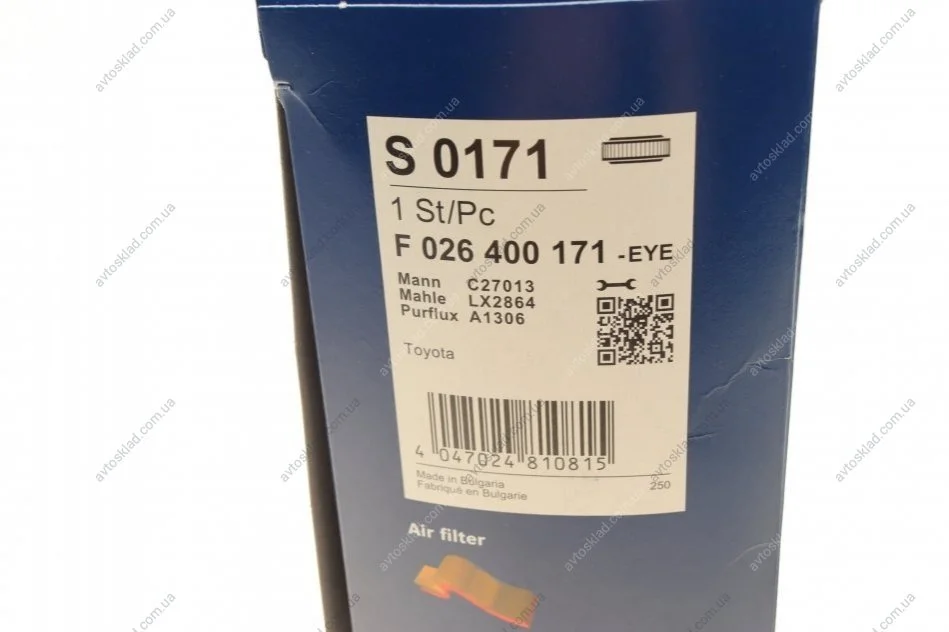 S 0171
1 St/Pc
F 026 400 171 -EYE
Mann C27013
Mahle LX2864
Purflux A1306
Toyota
4 047024 810815
Made in Bulgaria
Fabriqué en Bulgarie
250
Air filter
avtosklad.com.ua